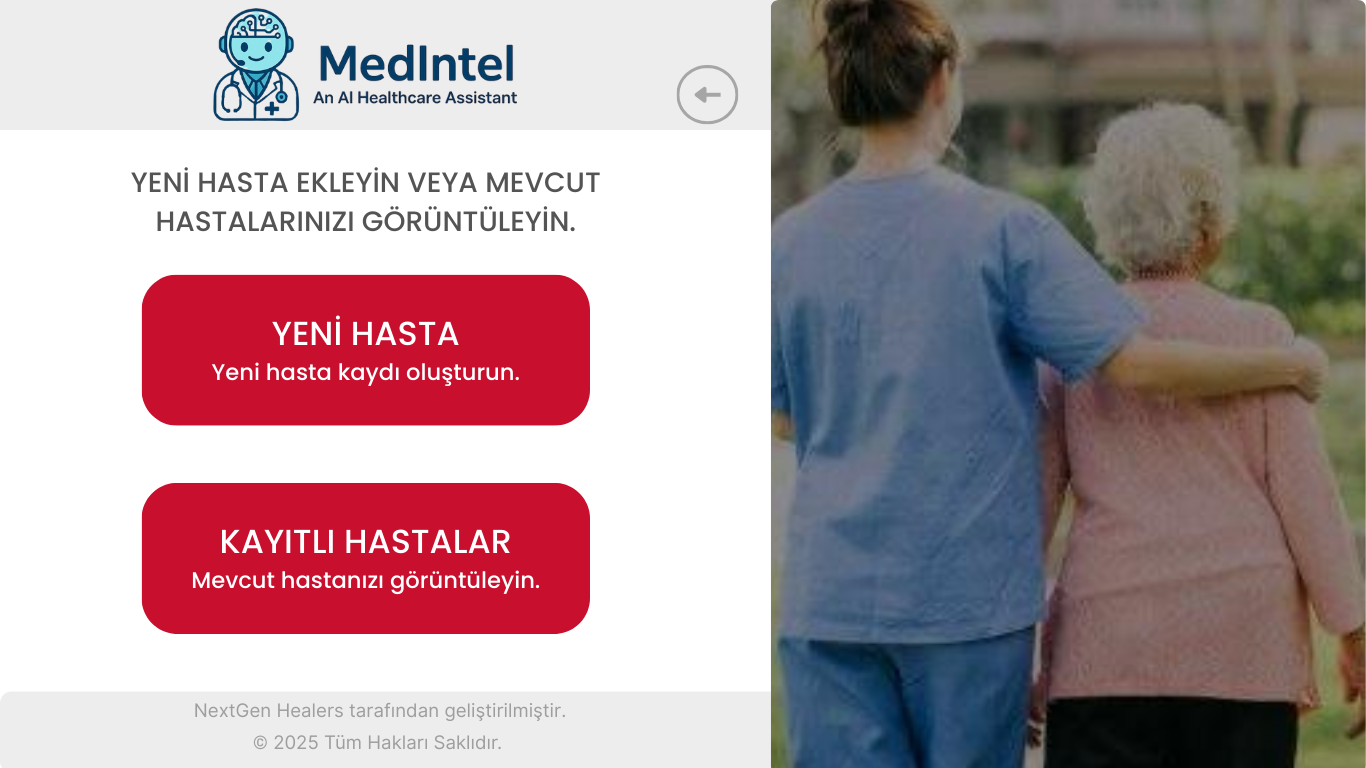 MedIntel
An AI Healthcare Assistant
YENİ HASTA EKLEYİN VEYA MEVCUT
HASTALARINIZI GÖRÜNTÜLEYİN.
YENİ HASTA
Yeni hasta kaydı oluşturun.
KAYITLI HASTALAR
Mevcut hastanızı görüntüleyin.
NextGen Healers tarafından geliştirilmiştir.
© 2025 Tüm Hakları Saklıdır.